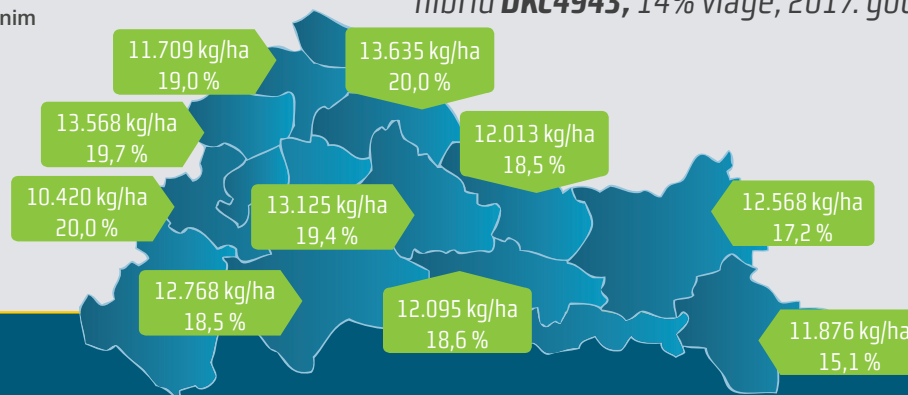 hibrid DKC4943, 14% vlage, 2017.
nim
11.709 kg/ha
19,0 %
13.635 kg/ha
20,0 %
13.568 kg/ha
19,7 %
12.013 kg/ha
18,5 %
10.420 kg/ha
20,0 %
13.125 kg/ha
19,4 %
12.568 kg/ha
17,2 %
12.768 kg/ha
18,5 %
12.095 kg/ha
18,6 %
11.876 kg/ha
15,1 %